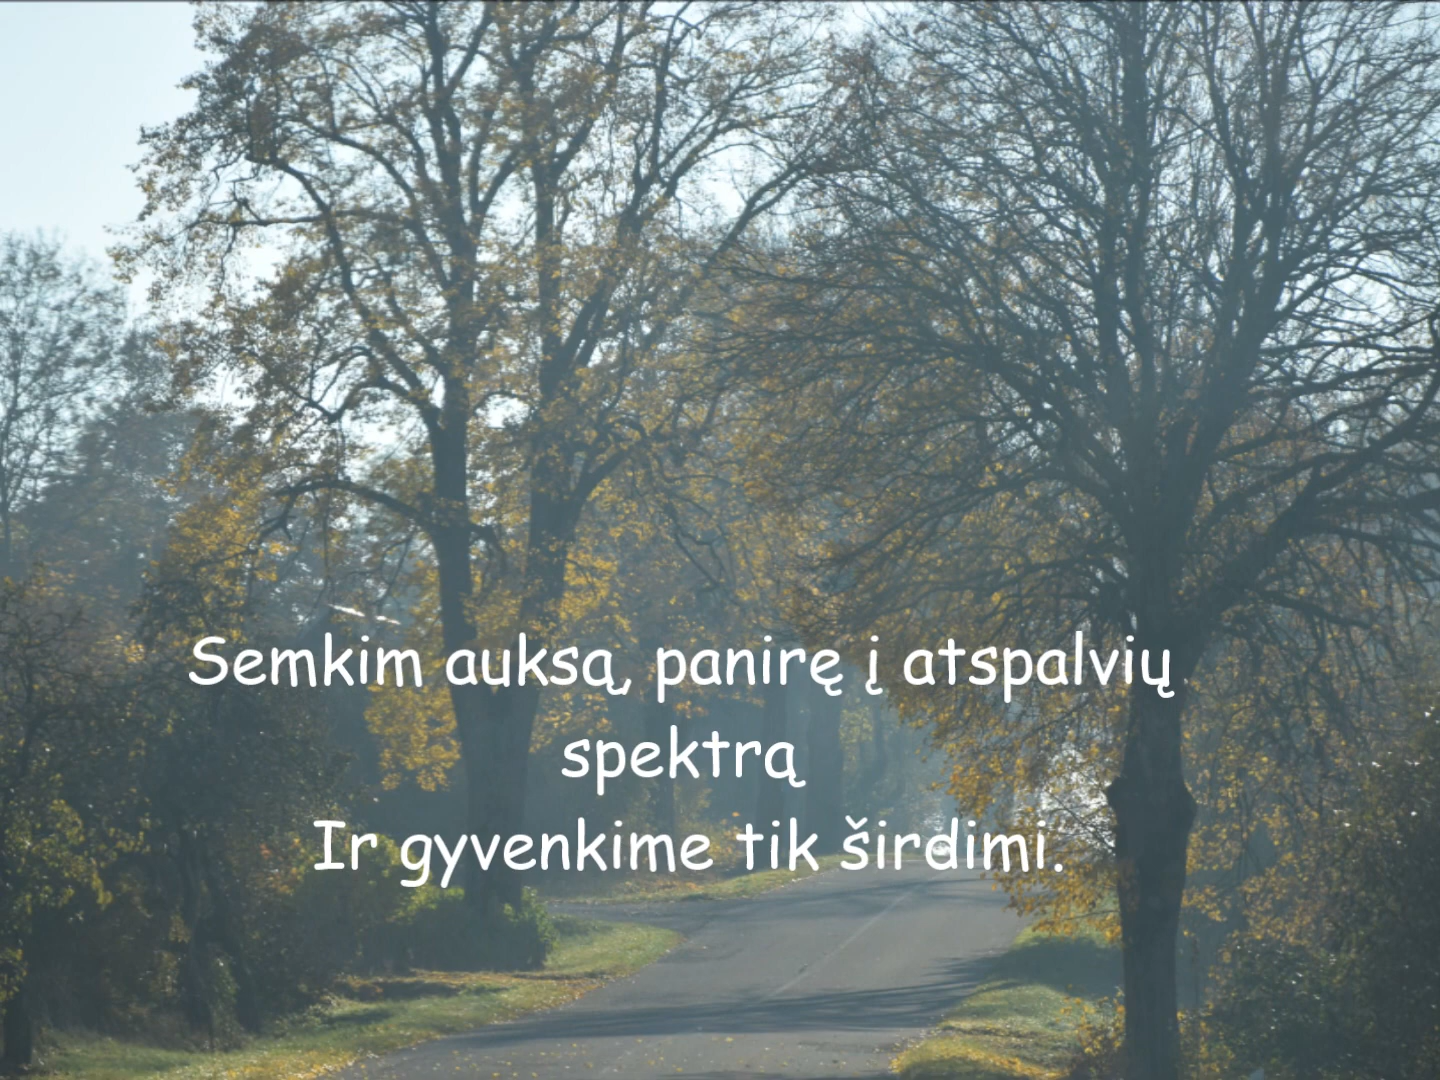 Semkim auksą, panirę į atspalvių
spektrą
Ir gyvenkime tik širdimi.